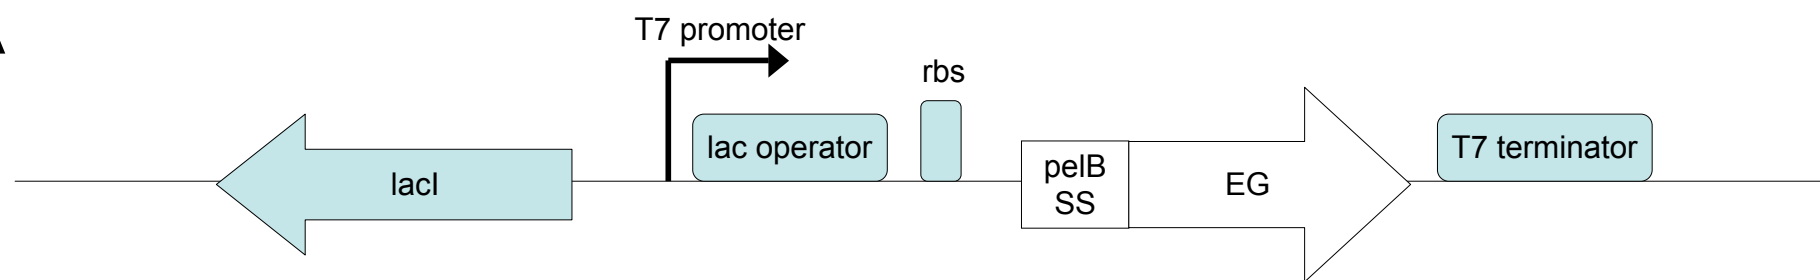 T7 promoter
rbs
lac operator
T7 terminator
lacI
pelB
SS
EG